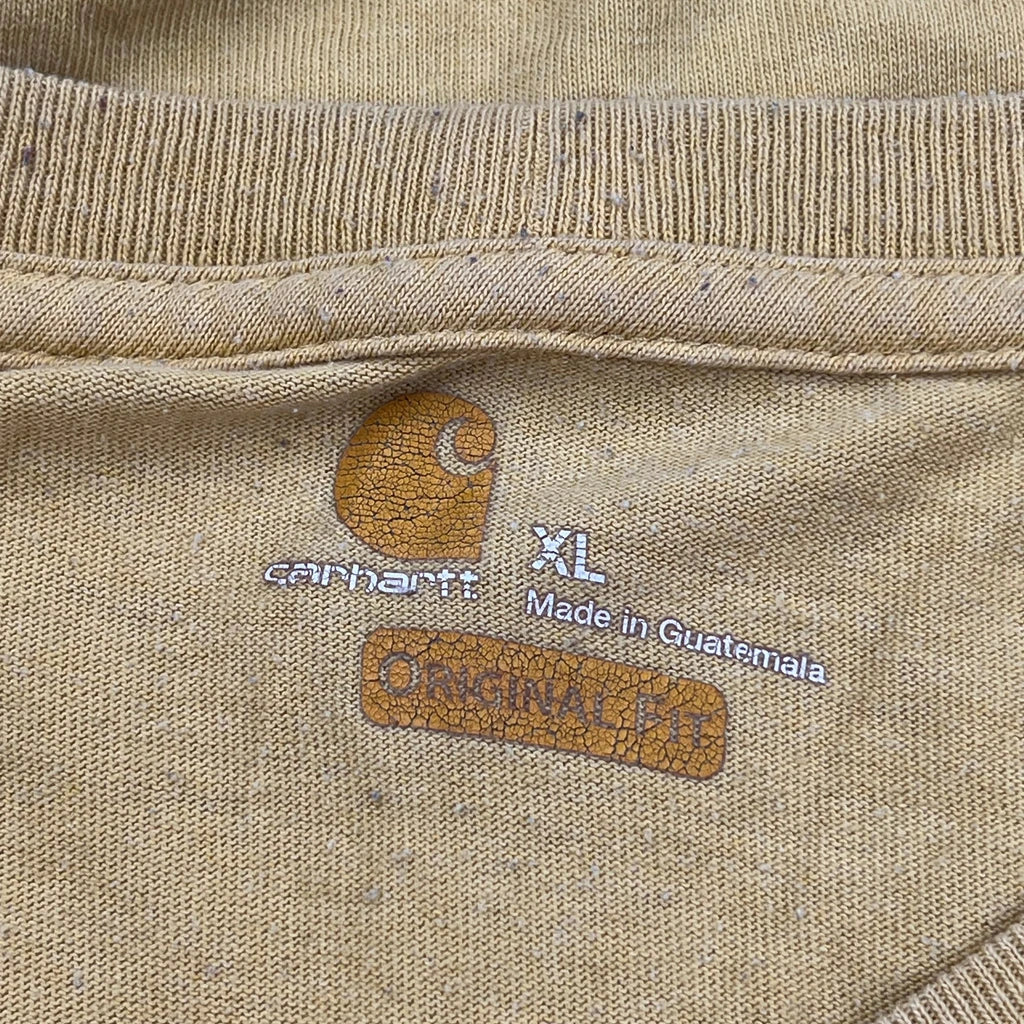 carhartt
XL
Made in Guatemala
ORIGINAL FIT